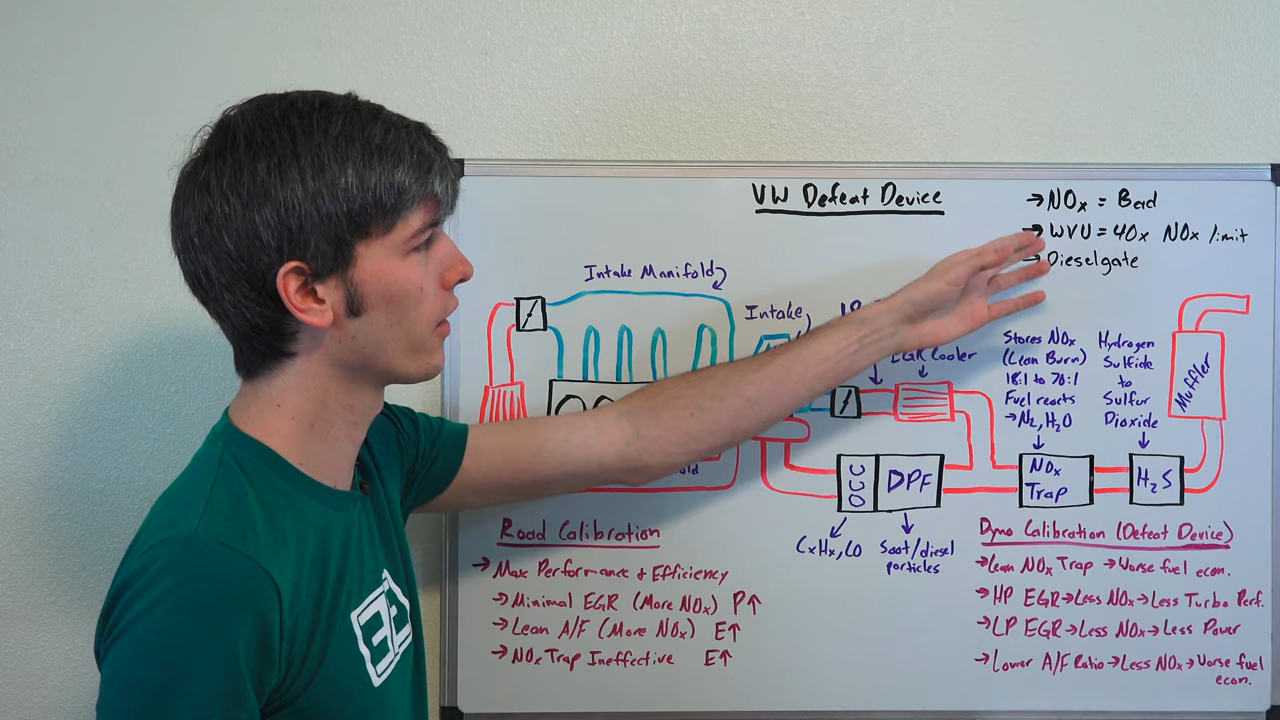 VW Defeat Device
→NOx = Bad
→WVU = 40x NOx limit
→Dieselgate
Intake Manifold
Intake
EGR Cooler
Stores NOx
(Lean Burn)
18:1 to 70:1
Fuel reacts
→N2, H2O
Hydrogen
Sulfide
to
Sulfur
Dioxide
Muffler
DPF
NOx
Trap
H2S
CxHx, CO
Soot/diesel
particles
Road Calibration
→Max Performance & Efficiency
→Minimal EGR (More NOx) P↑
→Lean A/F (More NOx) E↑
→NOx Trap Ineffective E↑
Dyno Calibration (Defeat Device)
→Lean NOx Trap →Worse fuel econ.
→HP EGR→Less NOx→Less Turbo Perf.
→LP EGR→Less NOx→Less Power
→Lower A/F Ratio→Less NOx→Worse fuel
econ.